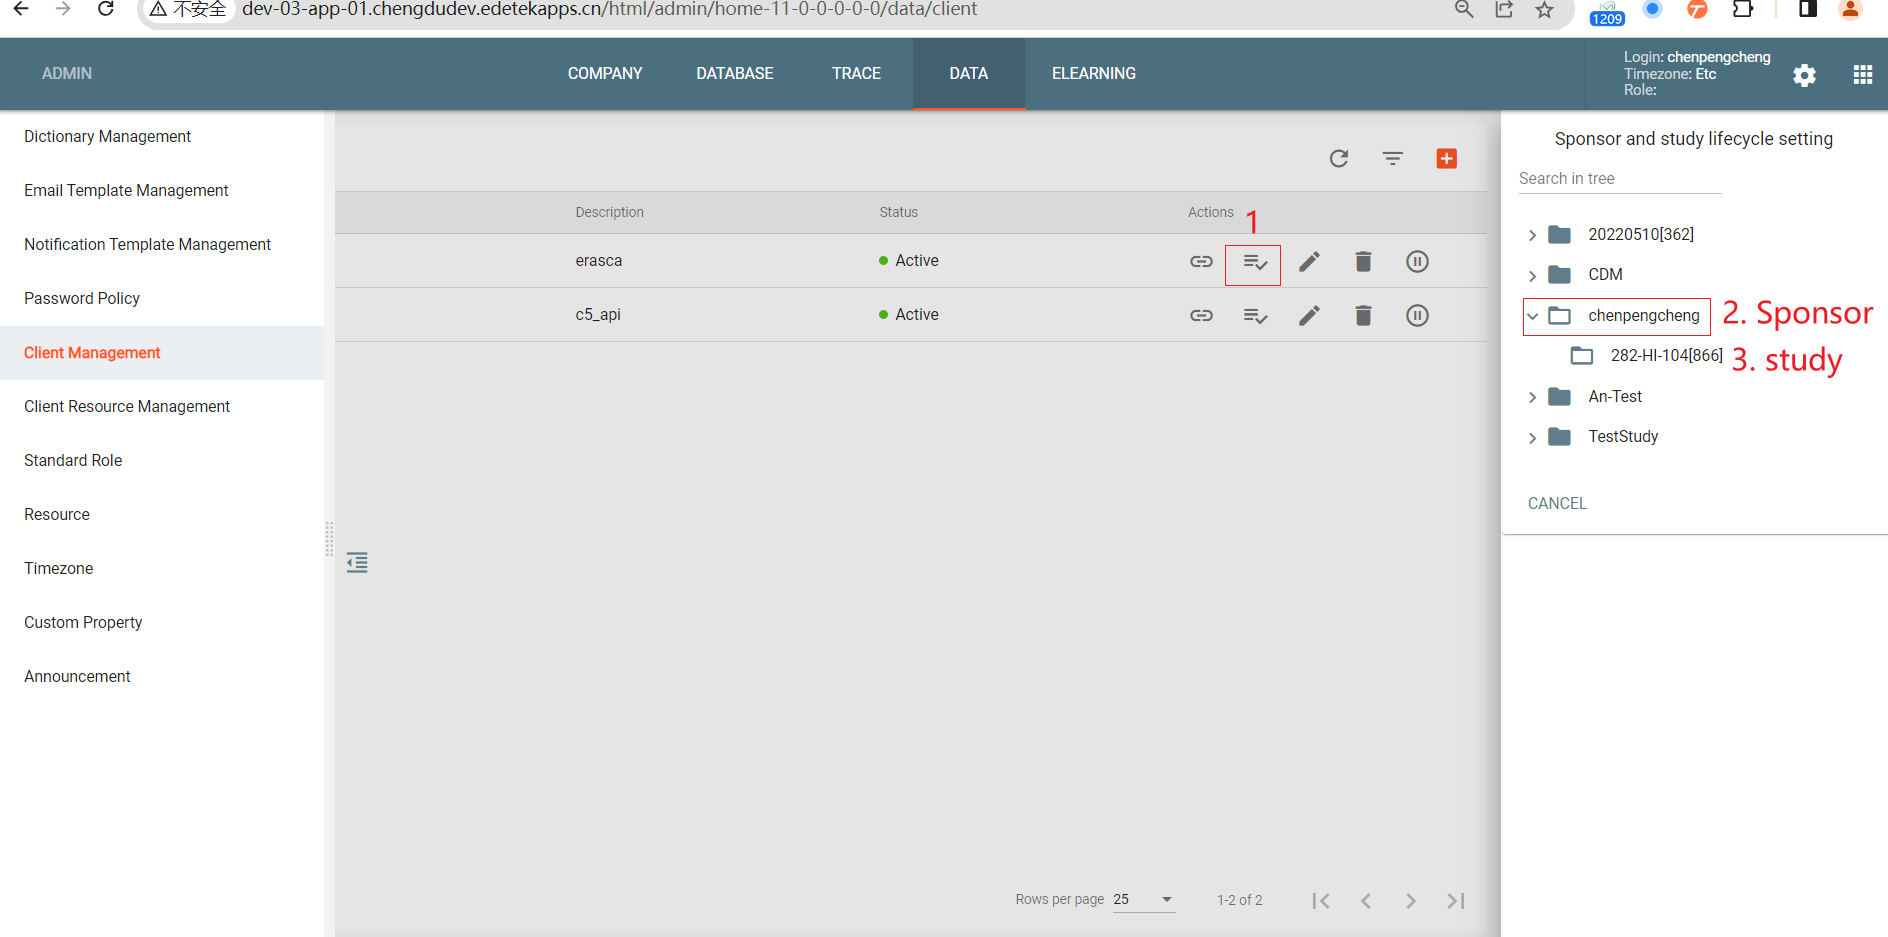 不安全 dev-03-app-01.chengdudev.edetekapps.cn/html/admin/home-11-0-0-0-0-0/data/client 1209
ADMIN COMPANY DATABASE TRACE DATA ELEARNING
Login: chenpengcheng
Timezone: Etc
Role:
Dictionary Management
Email Template Management
Notification Template Management
Password Policy
Client Management
Client Resource Management
Standard Role
Resource
Timezone
Custom Property
Announcement
Description Status Actions 1
erasca Active
c5_api Active
Rows per page 25 1-2 of 2
Sponsor and study lifecycle setting
Search in tree
20220510[362]
CDM
chenpengcheng 2. Sponsor
282-HI-104[866] 3. study
An-Test
TestStudy
CANCEL